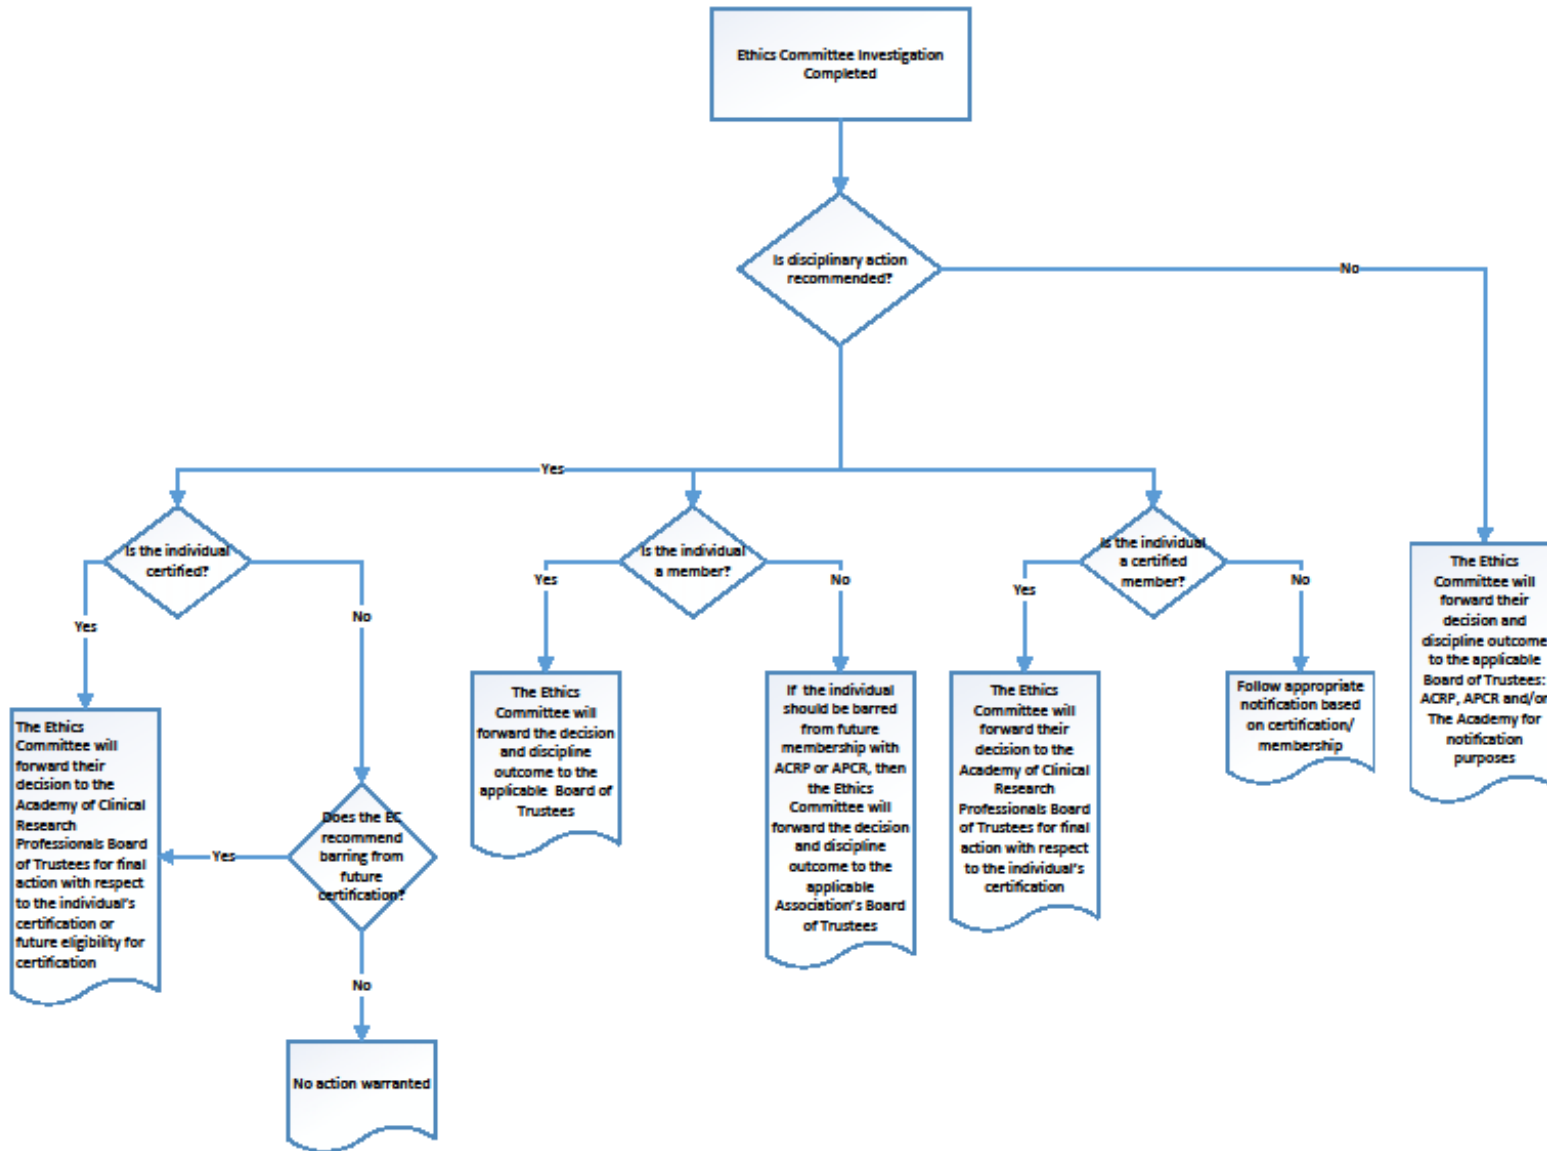 Ethics Committee Investigation
Completed
Is disciplinary action
recommended?
No
Yes
Is the individual
certified?
Yes
No
Is the individual
a member?
Yes
No
Is the individual
a certified
member?
Yes
No
The Ethics
Committee will
forward their
decision and
discipline outcome
to the applicable
Board of Trustees:
ACRP, APCR and/or
The Academy for
notification
purposes
The Ethics
Committee will
forward their
decision to the
Academy of Clinical
Research
Professionals Board
of Trustees for final
action with respect
to the individual's
certification or
future eligibility for
certification
Does the EC
recommend
barring from
future
certification?
Yes
No
No action warranted
The Ethics
Committee will
forward the decision
and discipline
outcome to the
applicable Board of
Trustees
If the individual
should be barred
from future
membership with
ACRP or APCR, then
the Ethics
Committee will
forward the decision
and discipline
outcome to the
applicable
Association's Board
of Trustees
The Ethics
Committee will
forward their
decision to the
Academy of Clinical
Research
Professionals Board
of Trustees for final
action with respect
to the individual's
certification
Follow appropriate
notification based
on certification/
membership